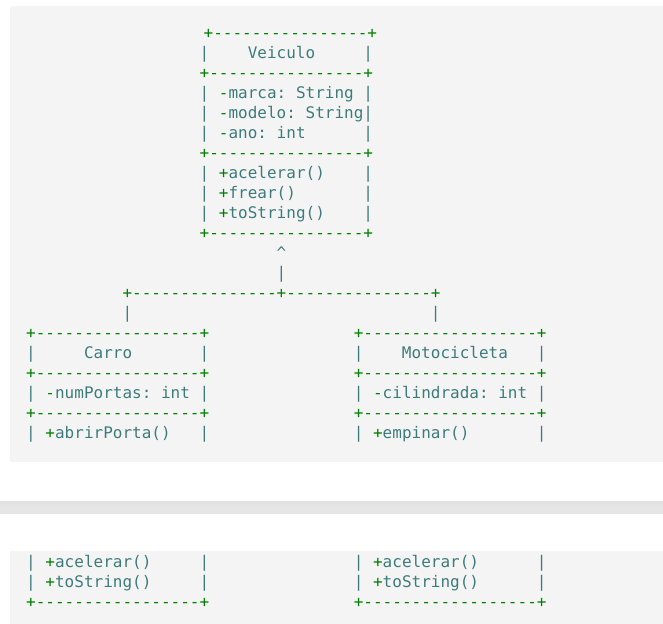 +----------------+
|    Veiculo     |
+----------------+
| -marca: String |
| -modelo: String|
| -ano: int      |
+----------------+
| +acelerar()    |
| +frear()       |
| +toString()    |
+----------------+
^
|
+---------------+---------------+
|                               |
+-----------------+               +------------------+
|     Carro       |               |    Motocicleta   |
+-----------------+               +------------------+
| -numPortas: int |               | -cilindrada: int |
+-----------------+               +------------------+
| +abrirPorta()   |               | +empinar()       |
| +acelerar()     |               | +acelerar()      |
| +toString()     |               | +toString()      |
+-----------------+               +------------------+